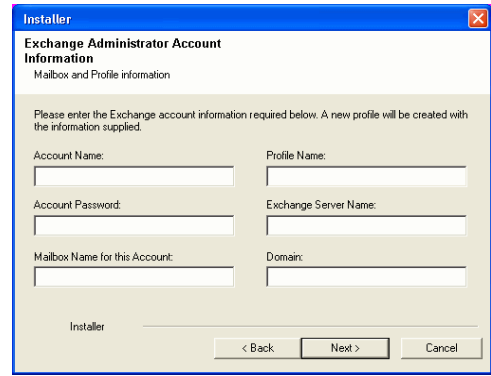 Installer
Exchange Administrator Account
Information
Mailbox and Profile information
Please enter the Exchange account information required below. A new profile will be created with
the information supplied.
Account Name:
Profile Name:
Account Password:
Exchange Server Name:
Mailbox Name for this Account:
Domain:
Installer
< Back
Next >
Cancel